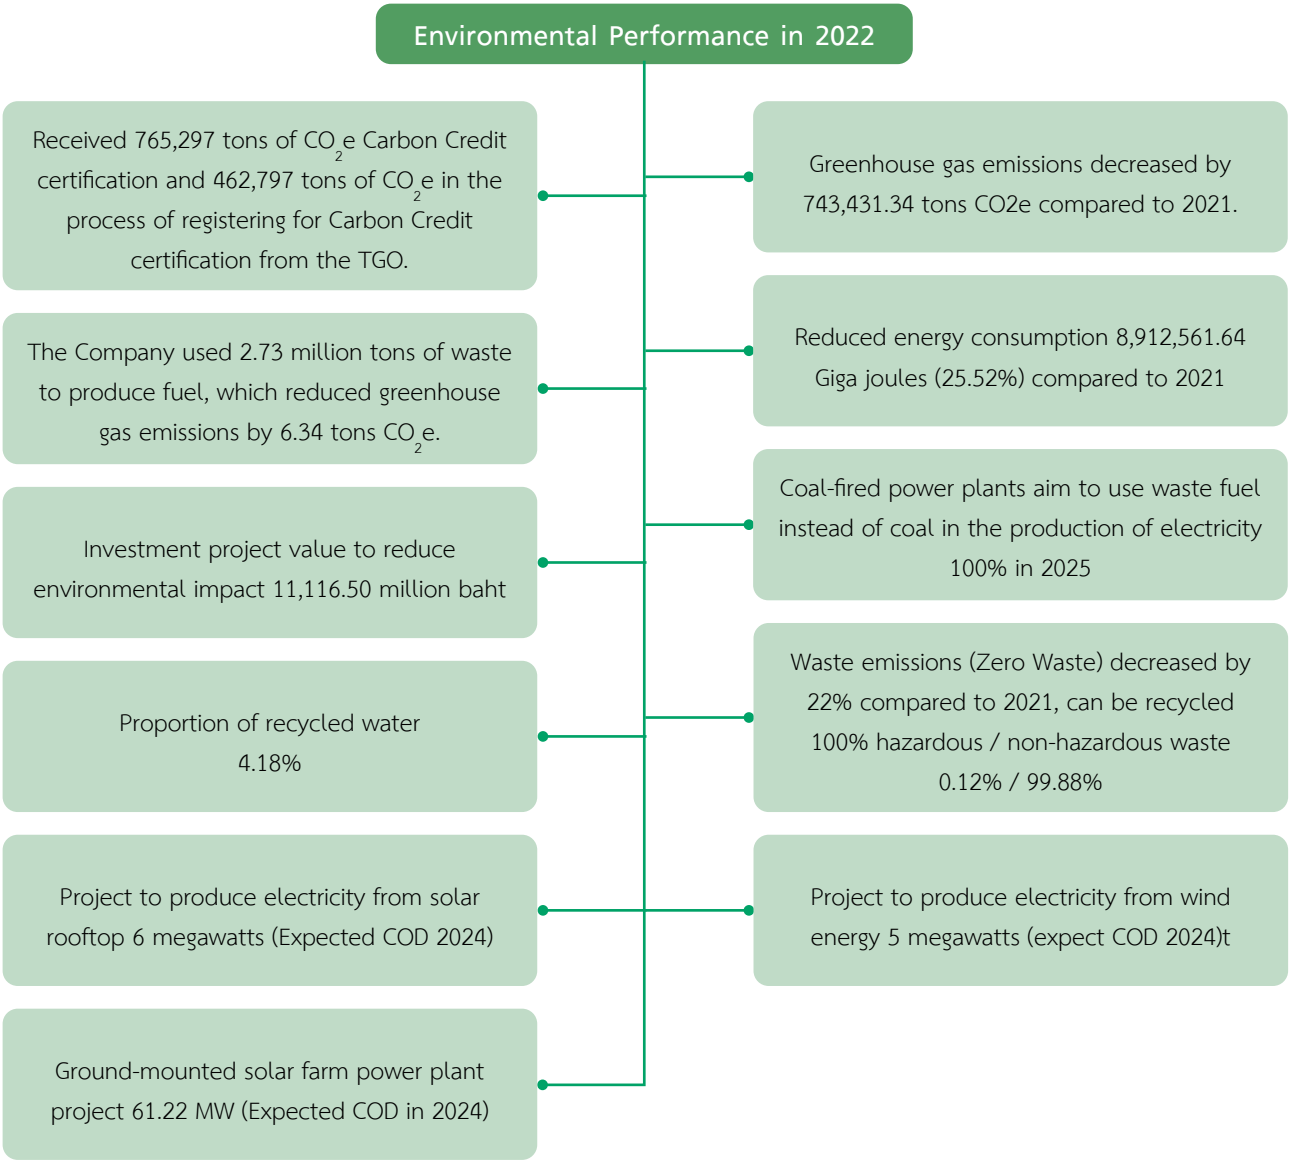 Environmental Performance in 2022
Received 765,297 tons of CO₂e Carbon Credit
certification and 462,797 tons of CO₂e in the
process of registering for Carbon Credit
certification from the TGO.
Greenhouse gas emissions decreased by
743,431.34 tons CO2e compared to 2021.
The Company used 2.73 million tons of waste
to produce fuel, which reduced greenhouse
gas emissions by 6.34 tons CO₂e.
Reduced energy consumption 8,912,561.64
Giga joules (25.52%) compared to 2021
Investment project value to reduce
environmental impact 11,116.50 million baht
Coal-fired power plants aim to use waste fuel
instead of coal in the production of electricity
100% in 2025
Proportion of recycled water
4.18%
Waste emissions (Zero Waste) decreased by
22% compared to 2021, can be recycled
100% hazardous / non-hazardous waste
0.12% / 99.88%
Project to produce electricity from solar
rooftop 6 megawatts (Expected COD 2024)
Project to produce electricity from wind
energy 5 megawatts (expect COD 2024)t
Ground-mounted solar farm power plant
project 61.22 MW (Expected COD in 2024)